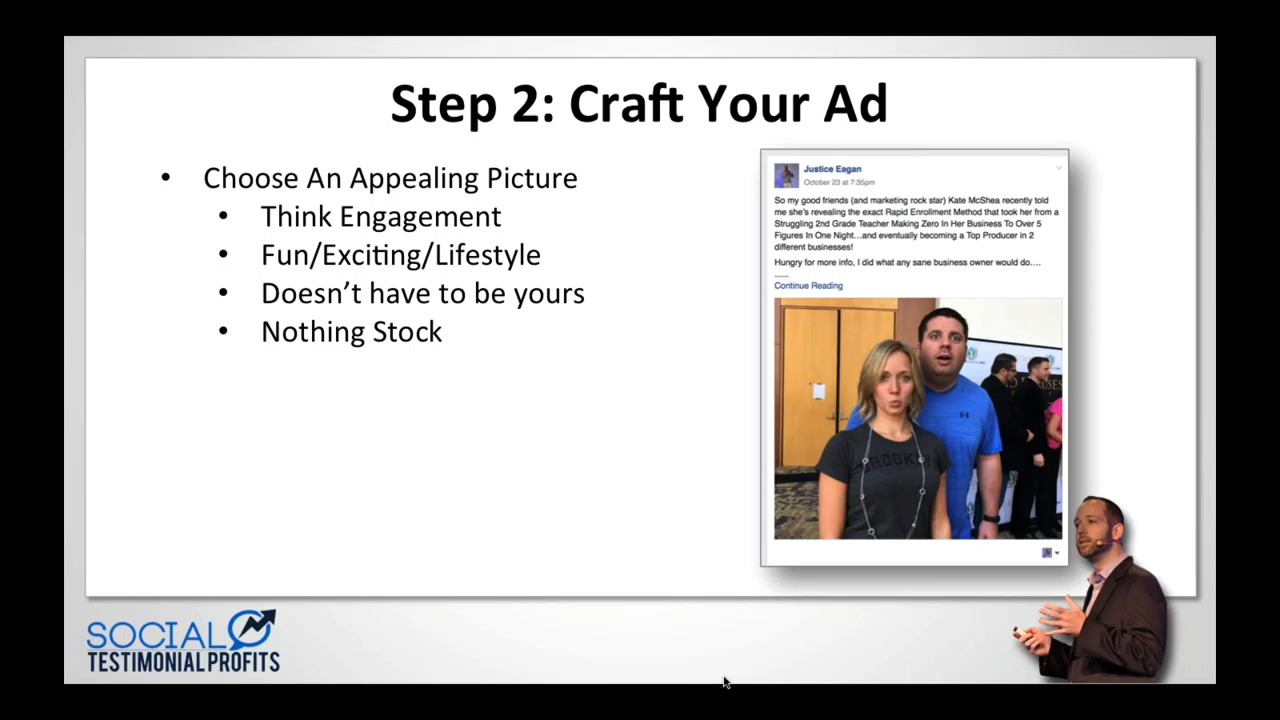 Step 2: Craft Your Ad
• Choose An Appealing Picture
• Think Engagement
• Fun/Exciting/Lifestyle
• Doesn’t have to be yours
• Nothing Stock
Justice Eagan
October 23 at 7:35pm
So my good friends (and marketing rock star) Kate McShea recently told
me she's revealing the exact Rapid Enrollment Method that took her from a
Struggling 2nd Grade Teacher Making Zero In Her Business To Over 5
Figures In One Night…and eventually becoming a Top Producer in 2
different businesses!
Hungry for more info, I did what any sane business owner would do….
......
Continue Reading
SOCIAL
TESTIMONIAL PROFITS